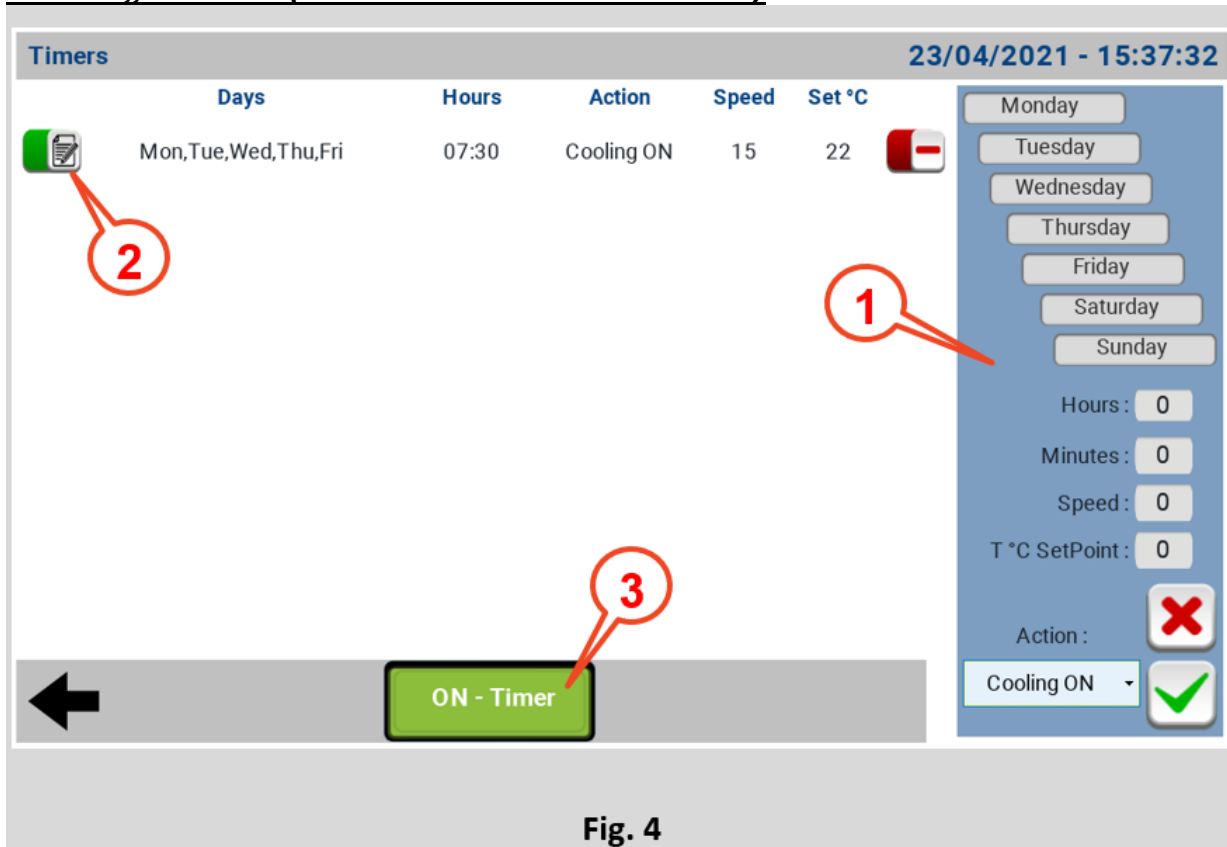 Timers
23/04/2021 - 15:37:32
Days Hours Action Speed Set °C
Mon,Tue,Wed,Thu,Fri 07:30 Cooling ON 15 22
2
1
3
ON - Timer
Monday
Tuesday
Wednesday
Thursday
Friday
Saturday
Sunday
Hours : 0
Minutes : 0
Speed : 0
T °C SetPoint : 0
Action :
Cooling ON
Fig. 4